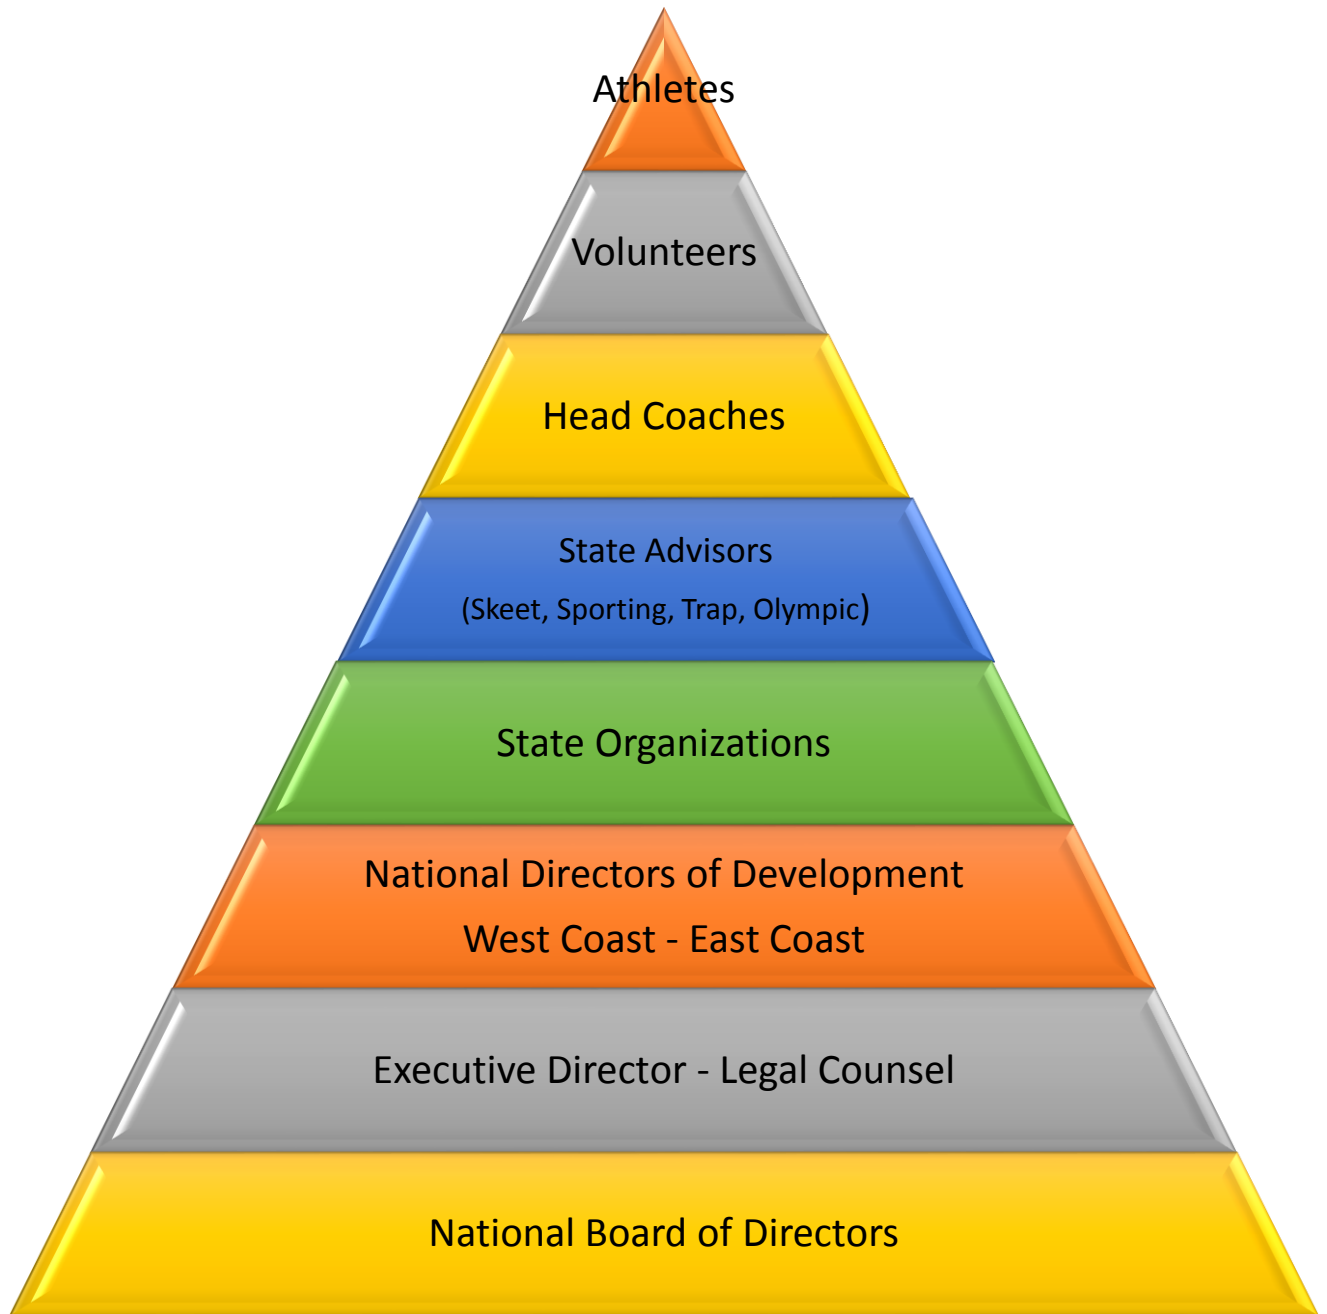 Athletes
Volunteers
Head Coaches
State Advisors
(Skeet, Sporting, Trap, Olympic)
State Organizations
National Directors of Development
West Coast - East Coast
Executive Director - Legal Counsel
National Board of Directors